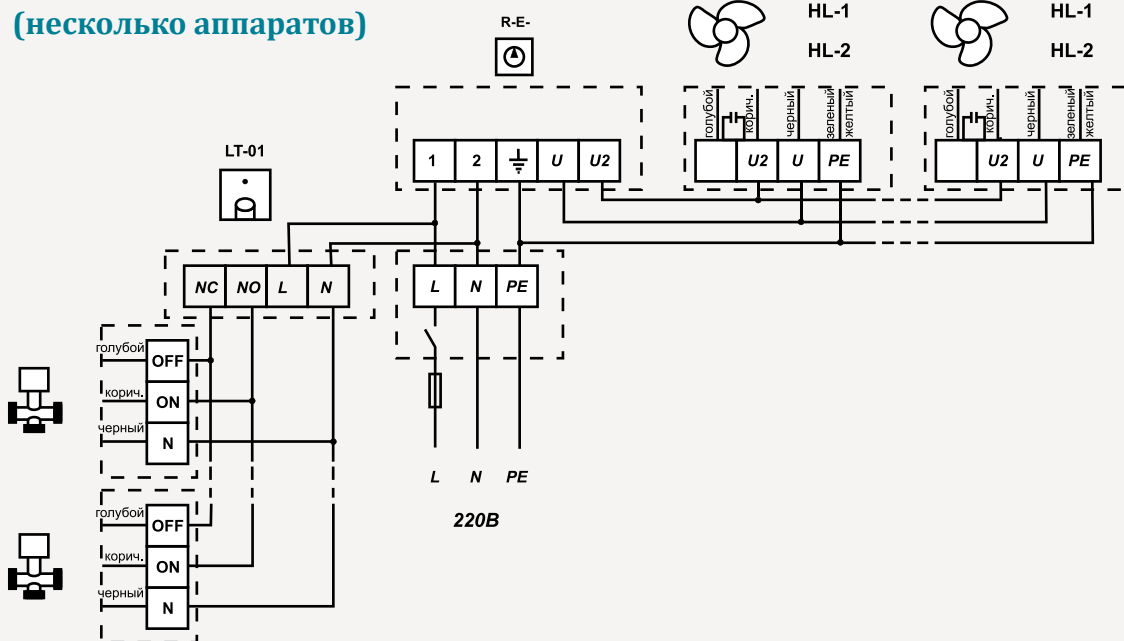 (несколько аппаратов)
R-E-
HL-1
HL-2
HL-1
HL-2
голубой
корич.
черный
зеленый
желтый
голубой
корич.
черный
зеленый
желтый
1 2 U U2
U2 U PE
U2 U PE
LT-01
NC NO L N
L N PE
голубой OFF
корич. ON
черный N
L N PE
220В
голубой OFF
корич. ON
черный N